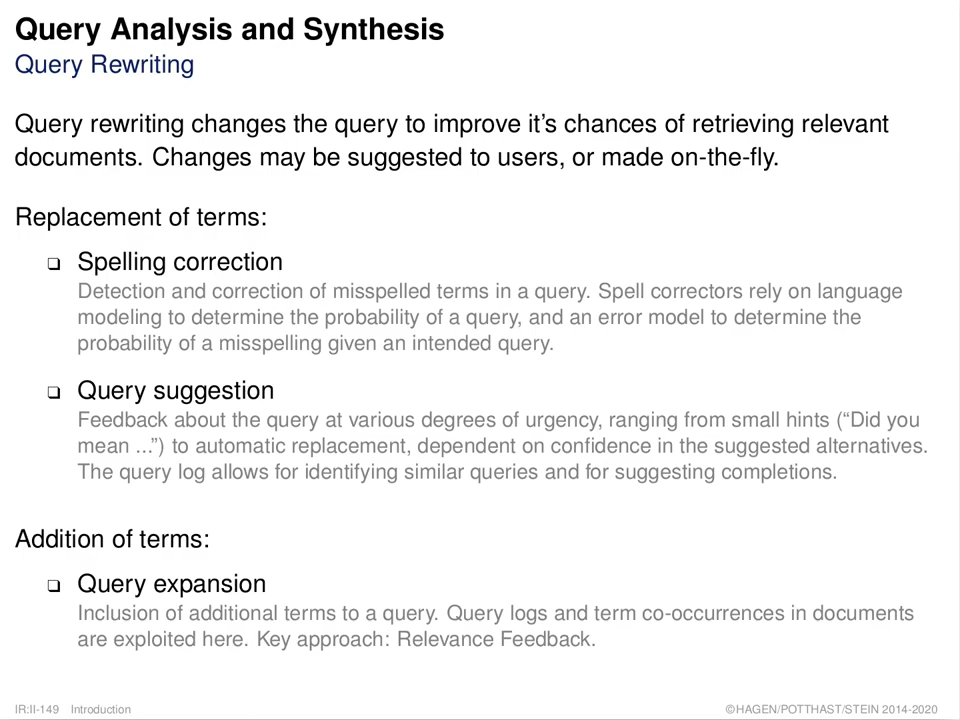 Query Analysis and Synthesis
Query Rewriting
Query rewriting changes the query to improve it’s chances of retrieving relevant
documents. Changes may be suggested to users, or made on-the-fly.
Replacement of terms:
❑ Spelling correction
Detection and correction of misspelled terms in a query. Spell correctors rely on language
modeling to determine the probability of a query, and an error model to determine the
probability of a misspelling given an intended query.
❑ Query suggestion
Feedback about the query at various degrees of urgency, ranging from small hints (“Did you
mean ...”) to automatic replacement, dependent on confidence in the suggested alternatives.
The query log allows for identifying similar queries and for suggesting completions.
Addition of terms:
❑ Query expansion
Inclusion of additional terms to a query. Query logs and term co-occurrences in documents
are exploited here. Key approach: Relevance Feedback.
IR:II-149 Introduction ©HAGEN/POTTHAST/STEIN 2014-2020